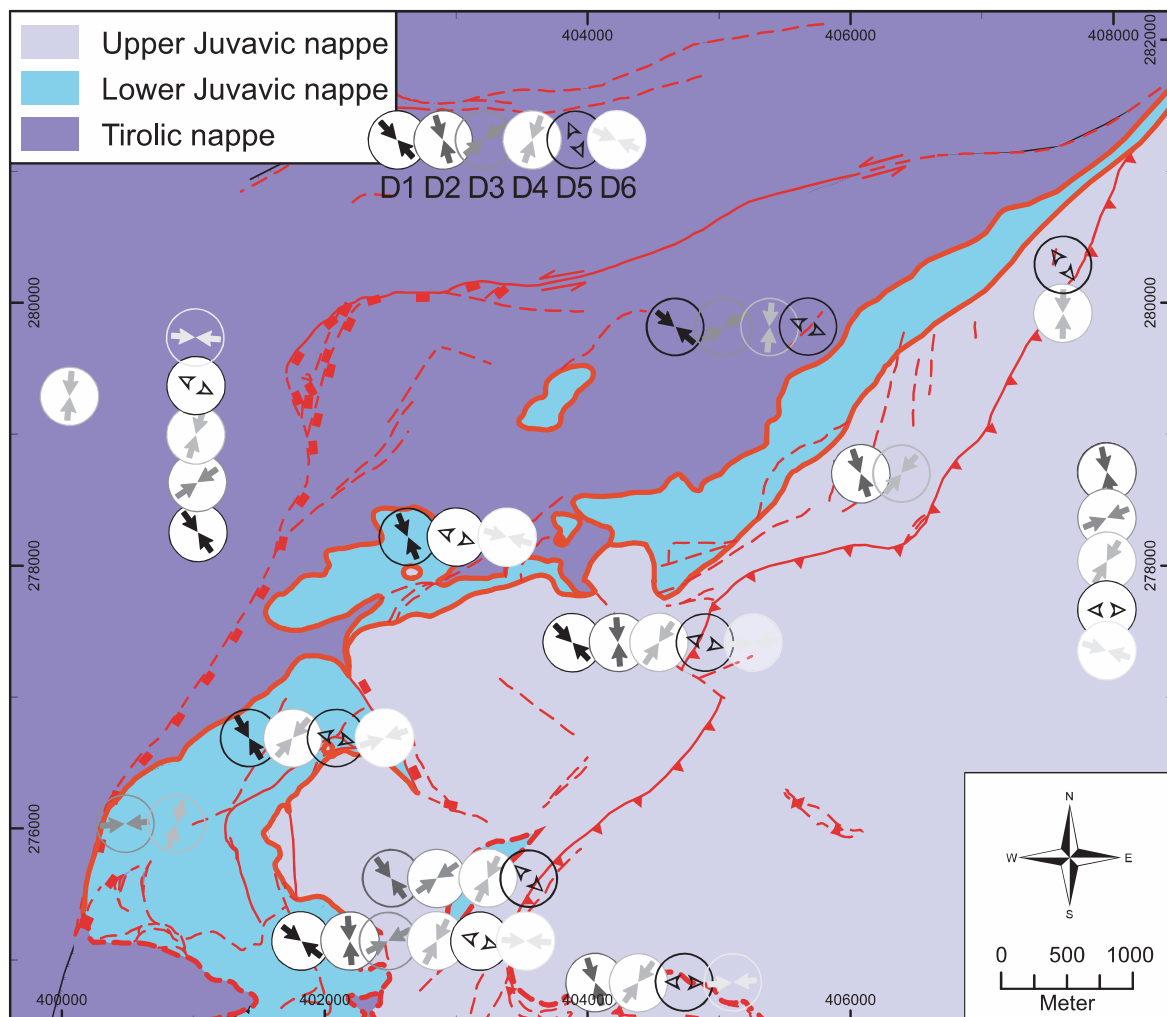 Upper Juvavic nappe
Lower Juvavic nappe
Tirolic nappe
404000
406000
408000
282000
D1 D2 D3 D4 D5 D6
280000
280000
278000
278000
276000
N
W E
S
0 500 1000
Meter
400000
402000
404000
406000